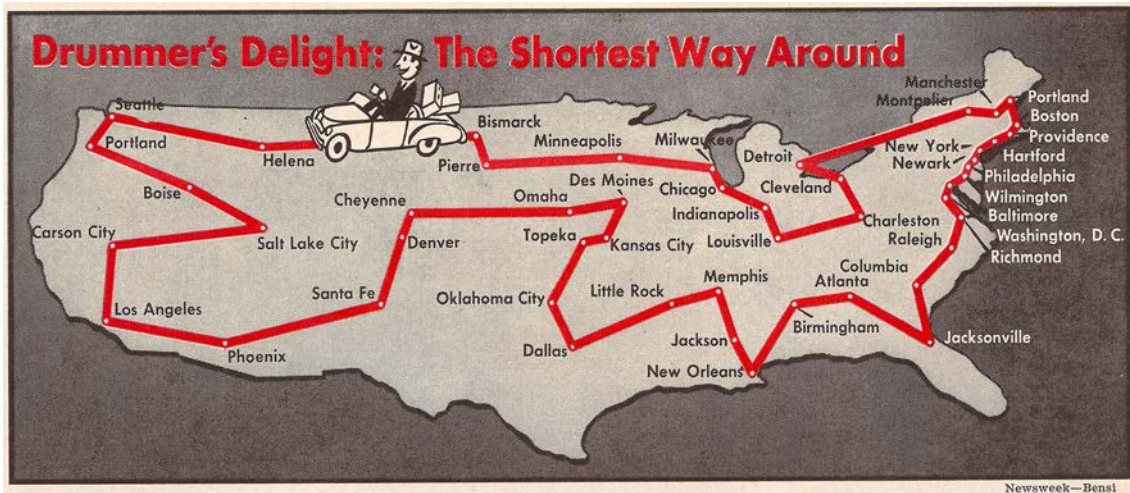 Drummer's Delight: The Shortest Way Around
Manchester
Montpelier
Portland
Boston
Providence
New York
Newark
Hartford
Philadelphia
Wilmington
Baltimore
Washington, D. C.
Richmond
Seattle
Portland
Helena
Bismarck
Pierre
Minneapolis
Milwaukee
Detroit
Cleveland
Chicago
Des Moines
Boise
Cheyenne
Omaha
Indianapolis
Charleston
Raleigh
Carson City
Salt Lake City
Denver
Topeka
Kansas City
Louisville
Columbia
Atlanta
Memphis
Los Angeles
Santa Fe
Oklahoma City
Little Rock
Birmingham
Jacksonville
Phoenix
Dallas
Jackson
New Orleans
Newsweek—Bensi